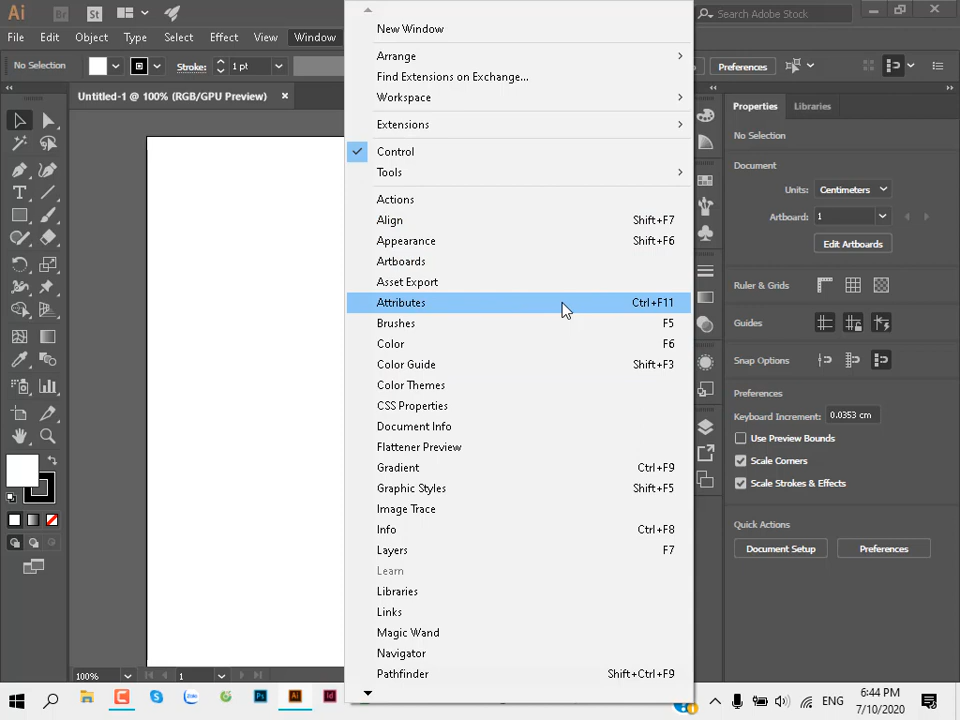 Ai Br St Search Adobe Stock
File Edit Object Type Select Effect View Window
No Selection Stroke: 1 pt Preferences
Untitled-1 @ 100% (RGB/GPU Preview)
New Window
Arrange
Find Extensions on Exchange...
Workspace
Extensions
Control
Tools
Actions
Align Shift+F7
Appearance Shift+F6
Artboards
Asset Export
Attributes Ctrl+F11
Brushes F5
Color F6
Color Guide Shift+F3
Color Themes
CSS Properties
Document Info
Flattener Preview
Gradient Ctrl+F9
Graphic Styles Shift+F5
Image Trace
Info Ctrl+F8
Layers F7
Learn
Libraries
Links
Magic Wand
Navigator
Pathfinder Shift+Ctrl+F9
Properties Libraries
No Selection
Document
Units: Centimeters
Artboard: 1
Edit Artboards
Ruler & Grids
Guides
Snap Options
Preferences
Keyboard Increment: 0.0353 cm
Use Preview Bounds
Scale Corners
Scale Strokes & Effects
Quick Actions
Document Setup Preferences
100% 1
Zalo Ps Ai Id ENG 6:44 PM
7/10/2020